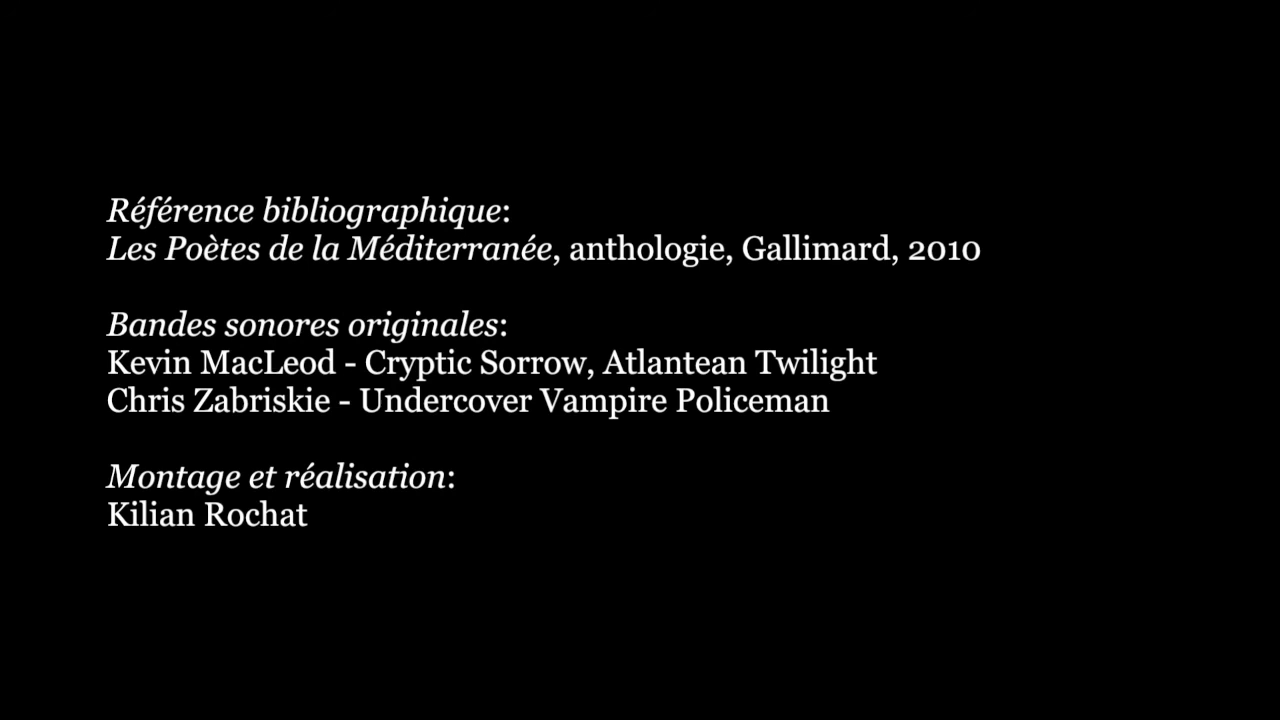 Référence bibliographique:
Les Poètes de la Méditerranée, anthologie, Gallimard, 2010
Bandes sonores originales:
Kevin MacLeod - Cryptic Sorrow, Atlantean Twilight
Chris Zabriskie - Undercover Vampire Policeman
Montage et réalisation:
Kilian Rochat